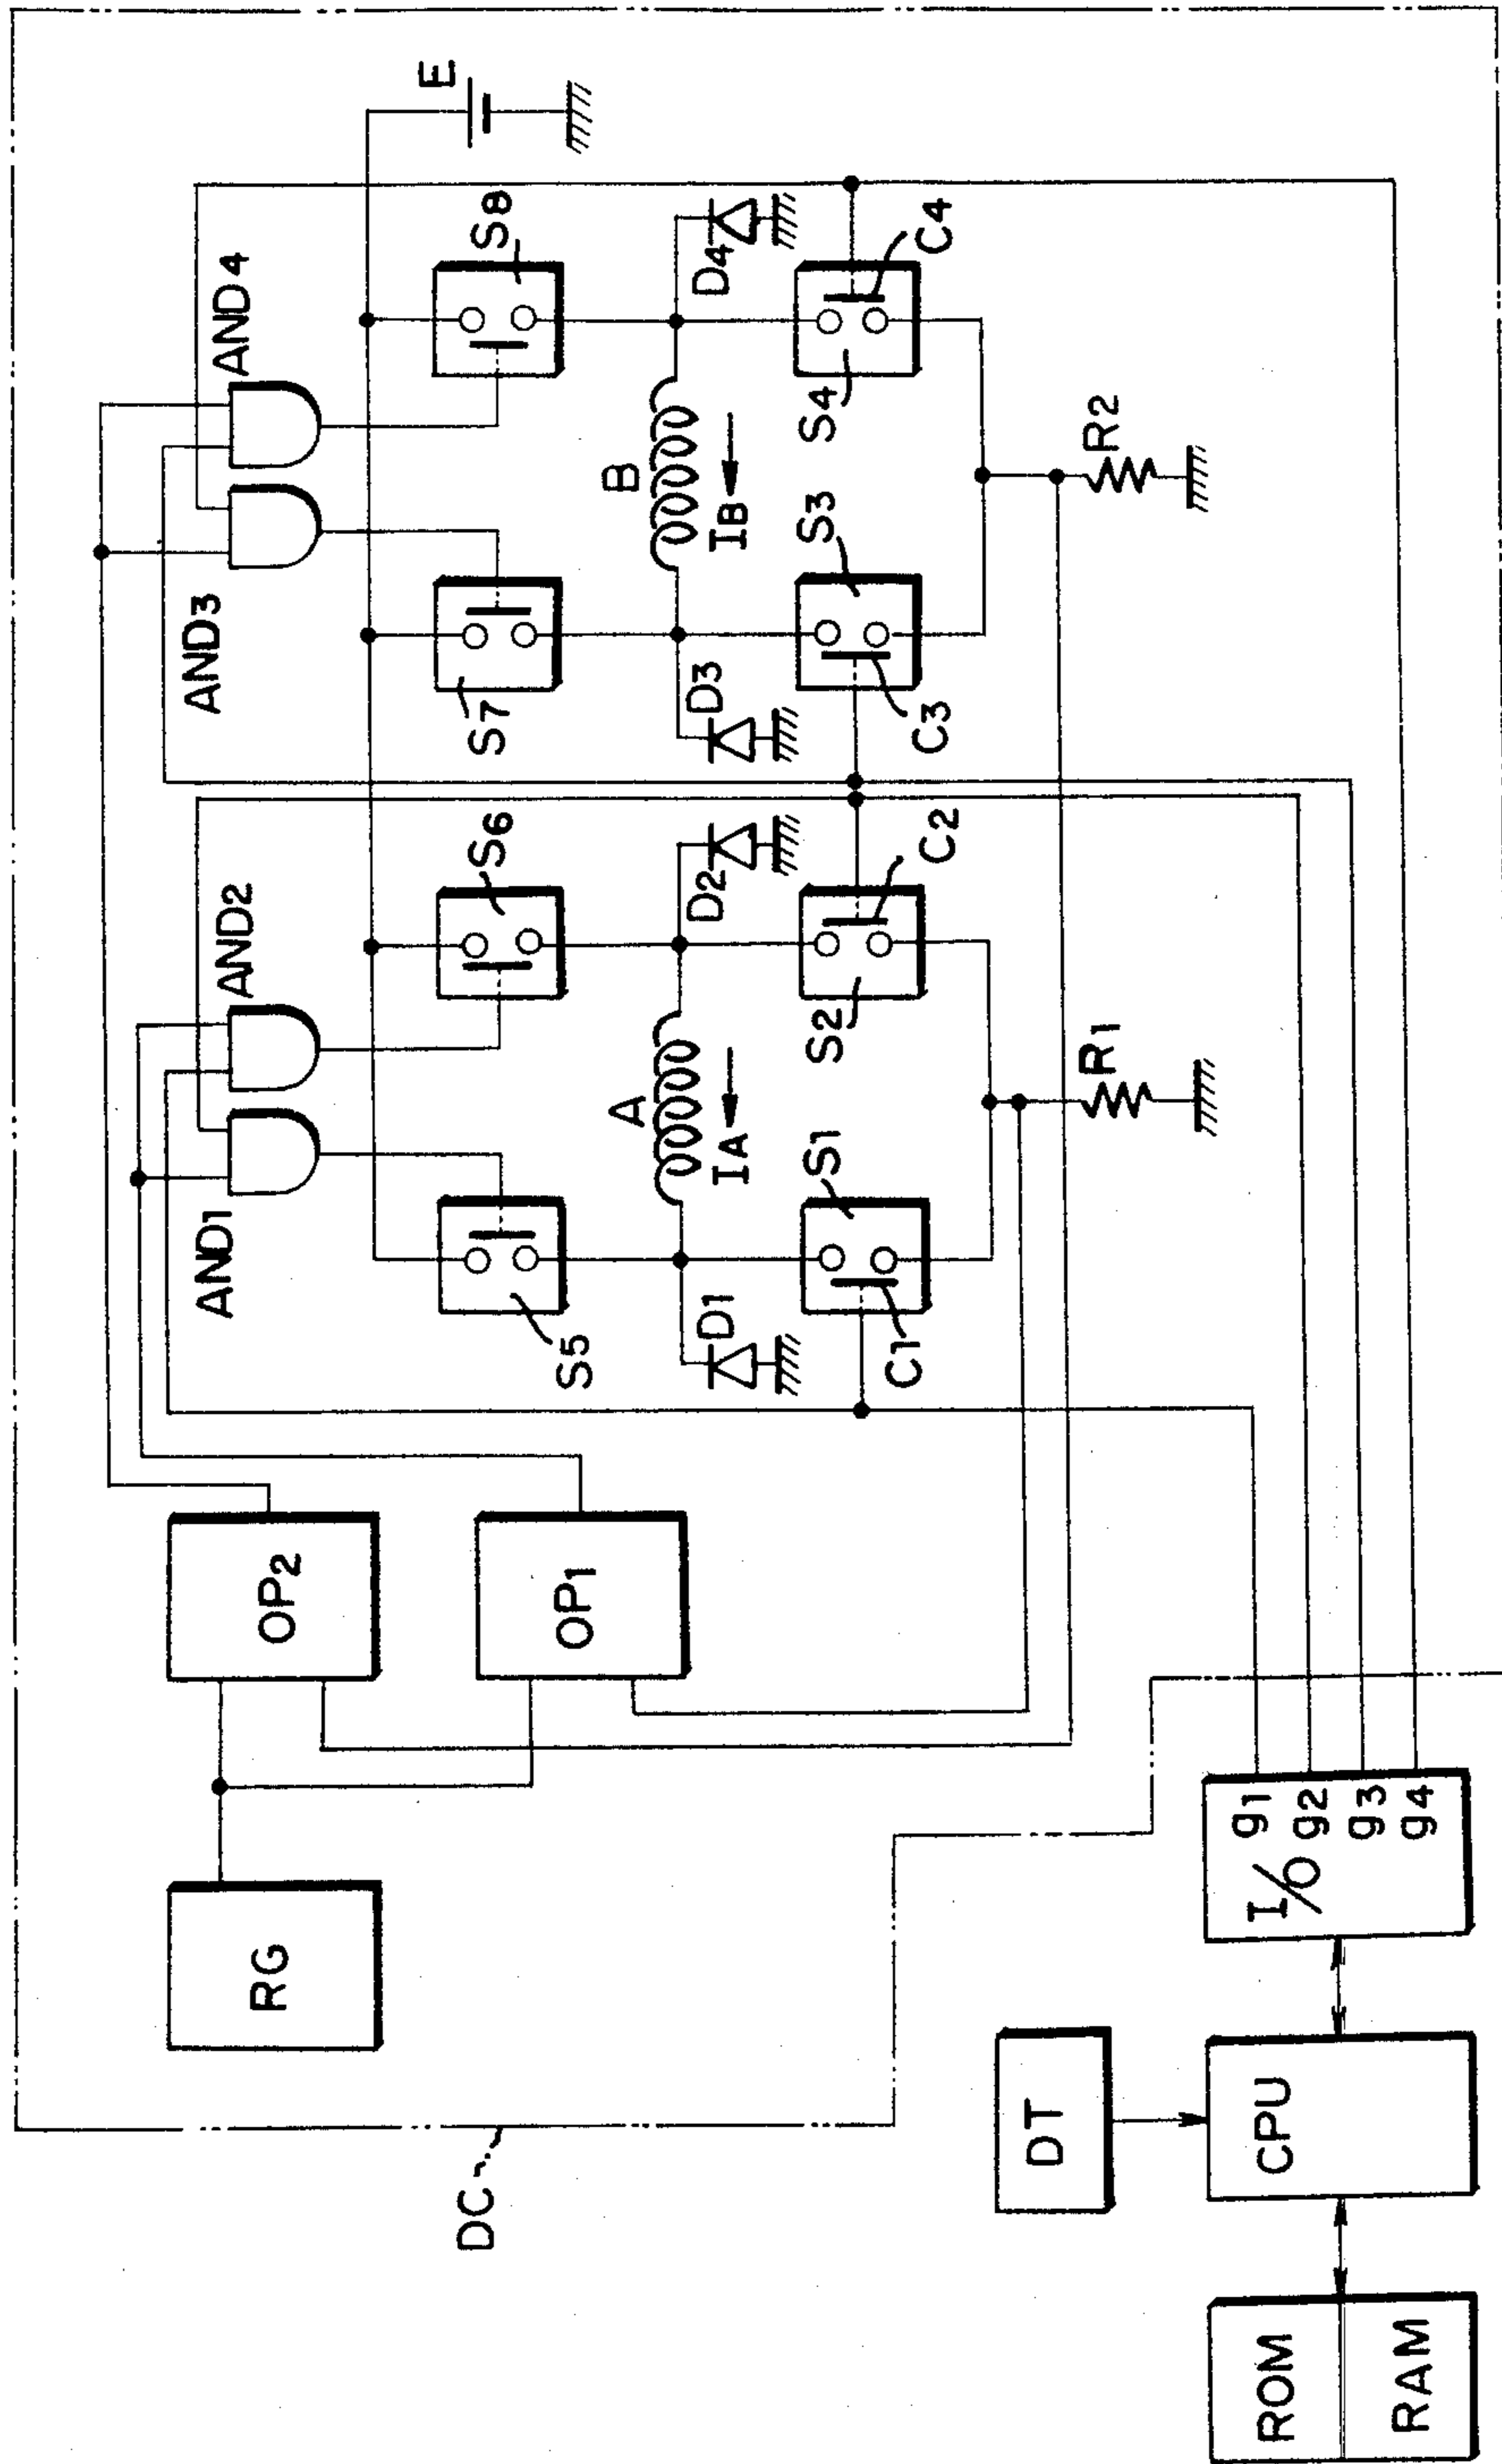 E
AND4
AND3
AND2
AND1
S8
S7
S6
S5
D4
D3
D2
D1
B
IB
A
IA
S4
C4
S3
C3
S2
C2
S1
C1
R2
R1
OP2
OP1
RG
DC
g1
g2
g3
g4
I/O
DT
CPU
ROM
RAM